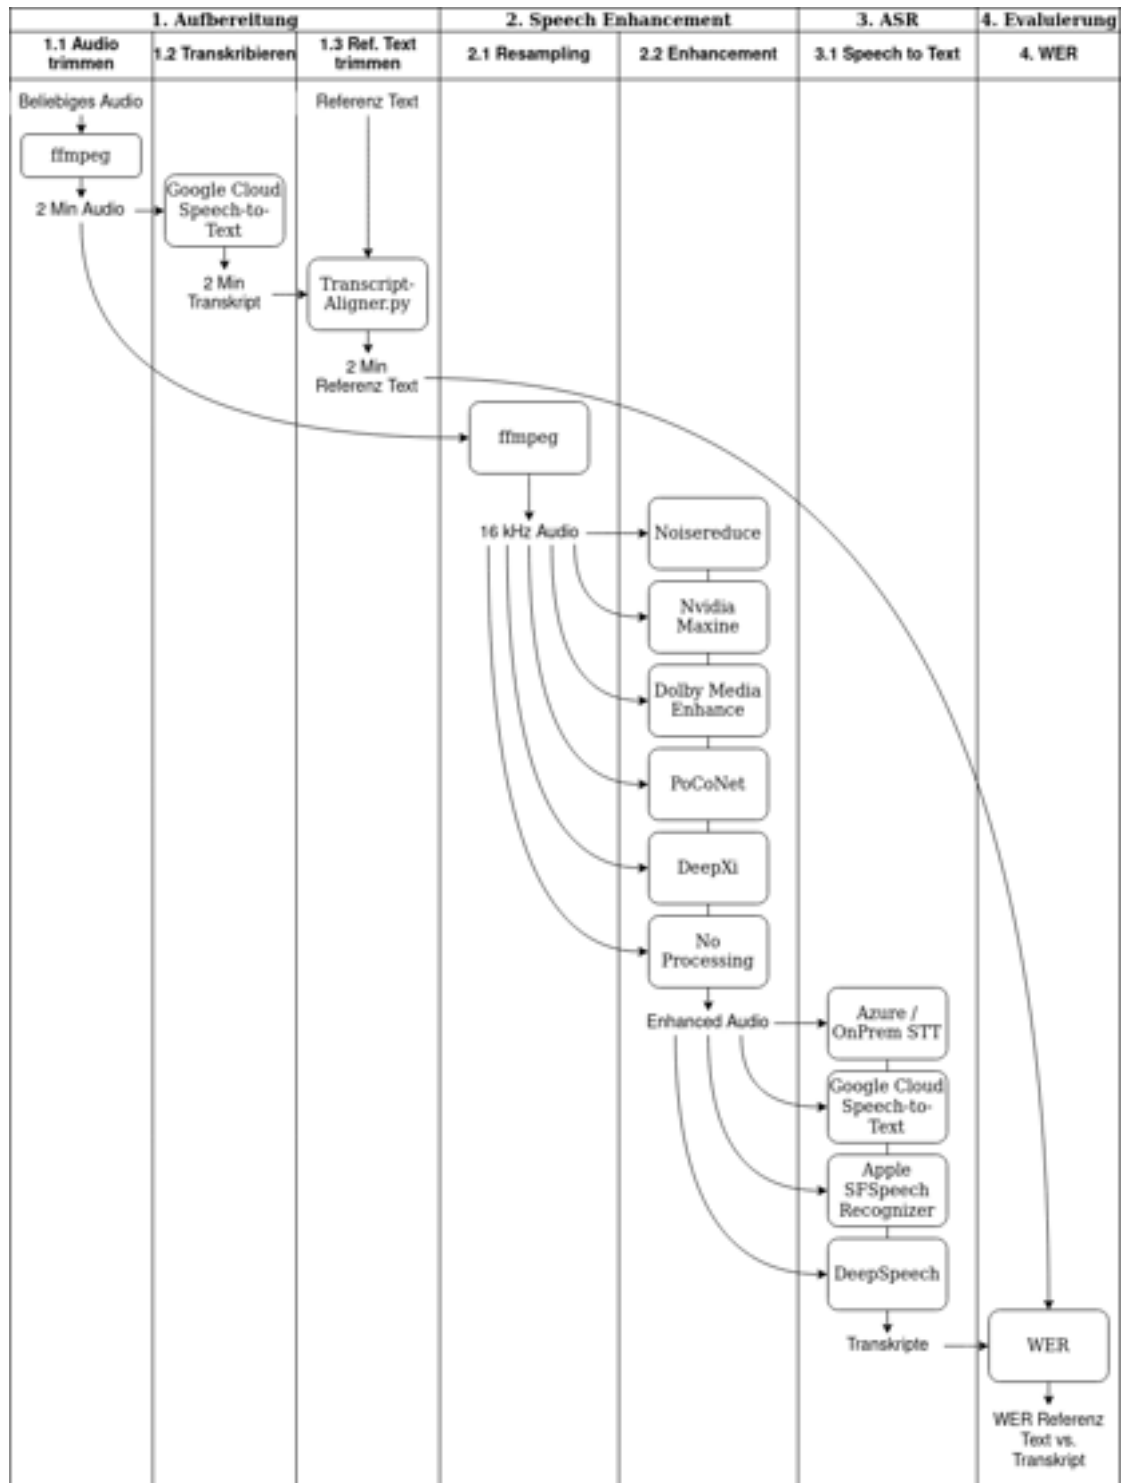 1. Aufbereitung
2. Speech Enhancement
3. ASR
4. Evaluierung
1.1 Audio
trimmen
1.2 Transkribieren
1.3 Ref. Text
trimmen
2.1 Resampling
2.2 Enhancement
3.1 Speech to Text
4. WER
Beliebiges Audio
ffmpeg
2 Min Audio
Google Cloud
Speech-to-
Text
2 Min
Transkript
Referenz Text
Transcript-
Aligner.py
2 Min
Referenz Text
ffmpeg
16 kHz Audio
Noisereduce
Nvidia
Maxine
Dolby Media
Enhance
PoCoNet
DeepXi
No
Processing
Enhanced Audio
Azure /
OnPrem STT
Google Cloud
Speech-to-
Text
Apple
SFSpeech
Recognizer
DeepSpeech
Transkripte
WER
WER Referenz
Text vs.
Transkript